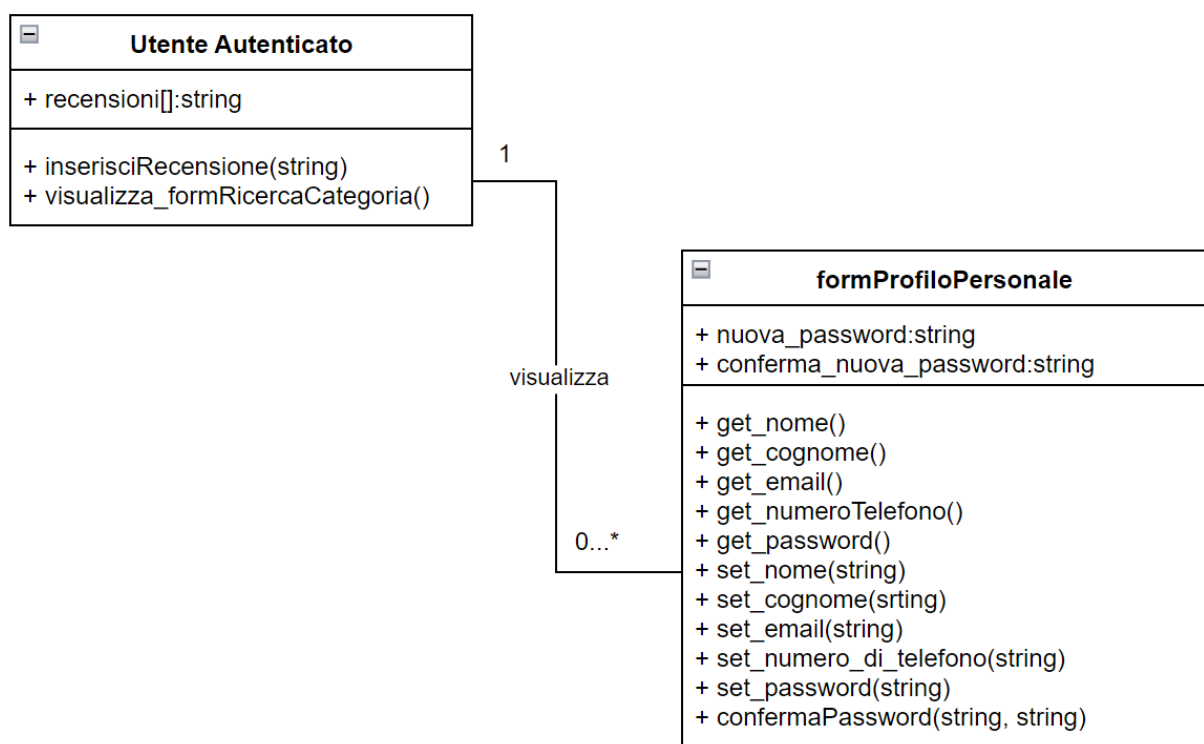 Utente Autenticato
+ recensioni[]:string
+ inserisciRecensione(string)
+ visualizza_formRicercaCategoria()
1
visualizza
0...*
formProfiloPersonale
+ nuova_password:string
+ conferma_nuova_password:string
+ get_nome()
+ get_cognome()
+ get_email()
+ get_numeroTelefono()
+ get_password()
+ set_nome(string)
+ set_cognome(srting)
+ set_email(string)
+ set_numero_di_telefono(string)
+ set_password(string)
+ confermaPassword(string, string)